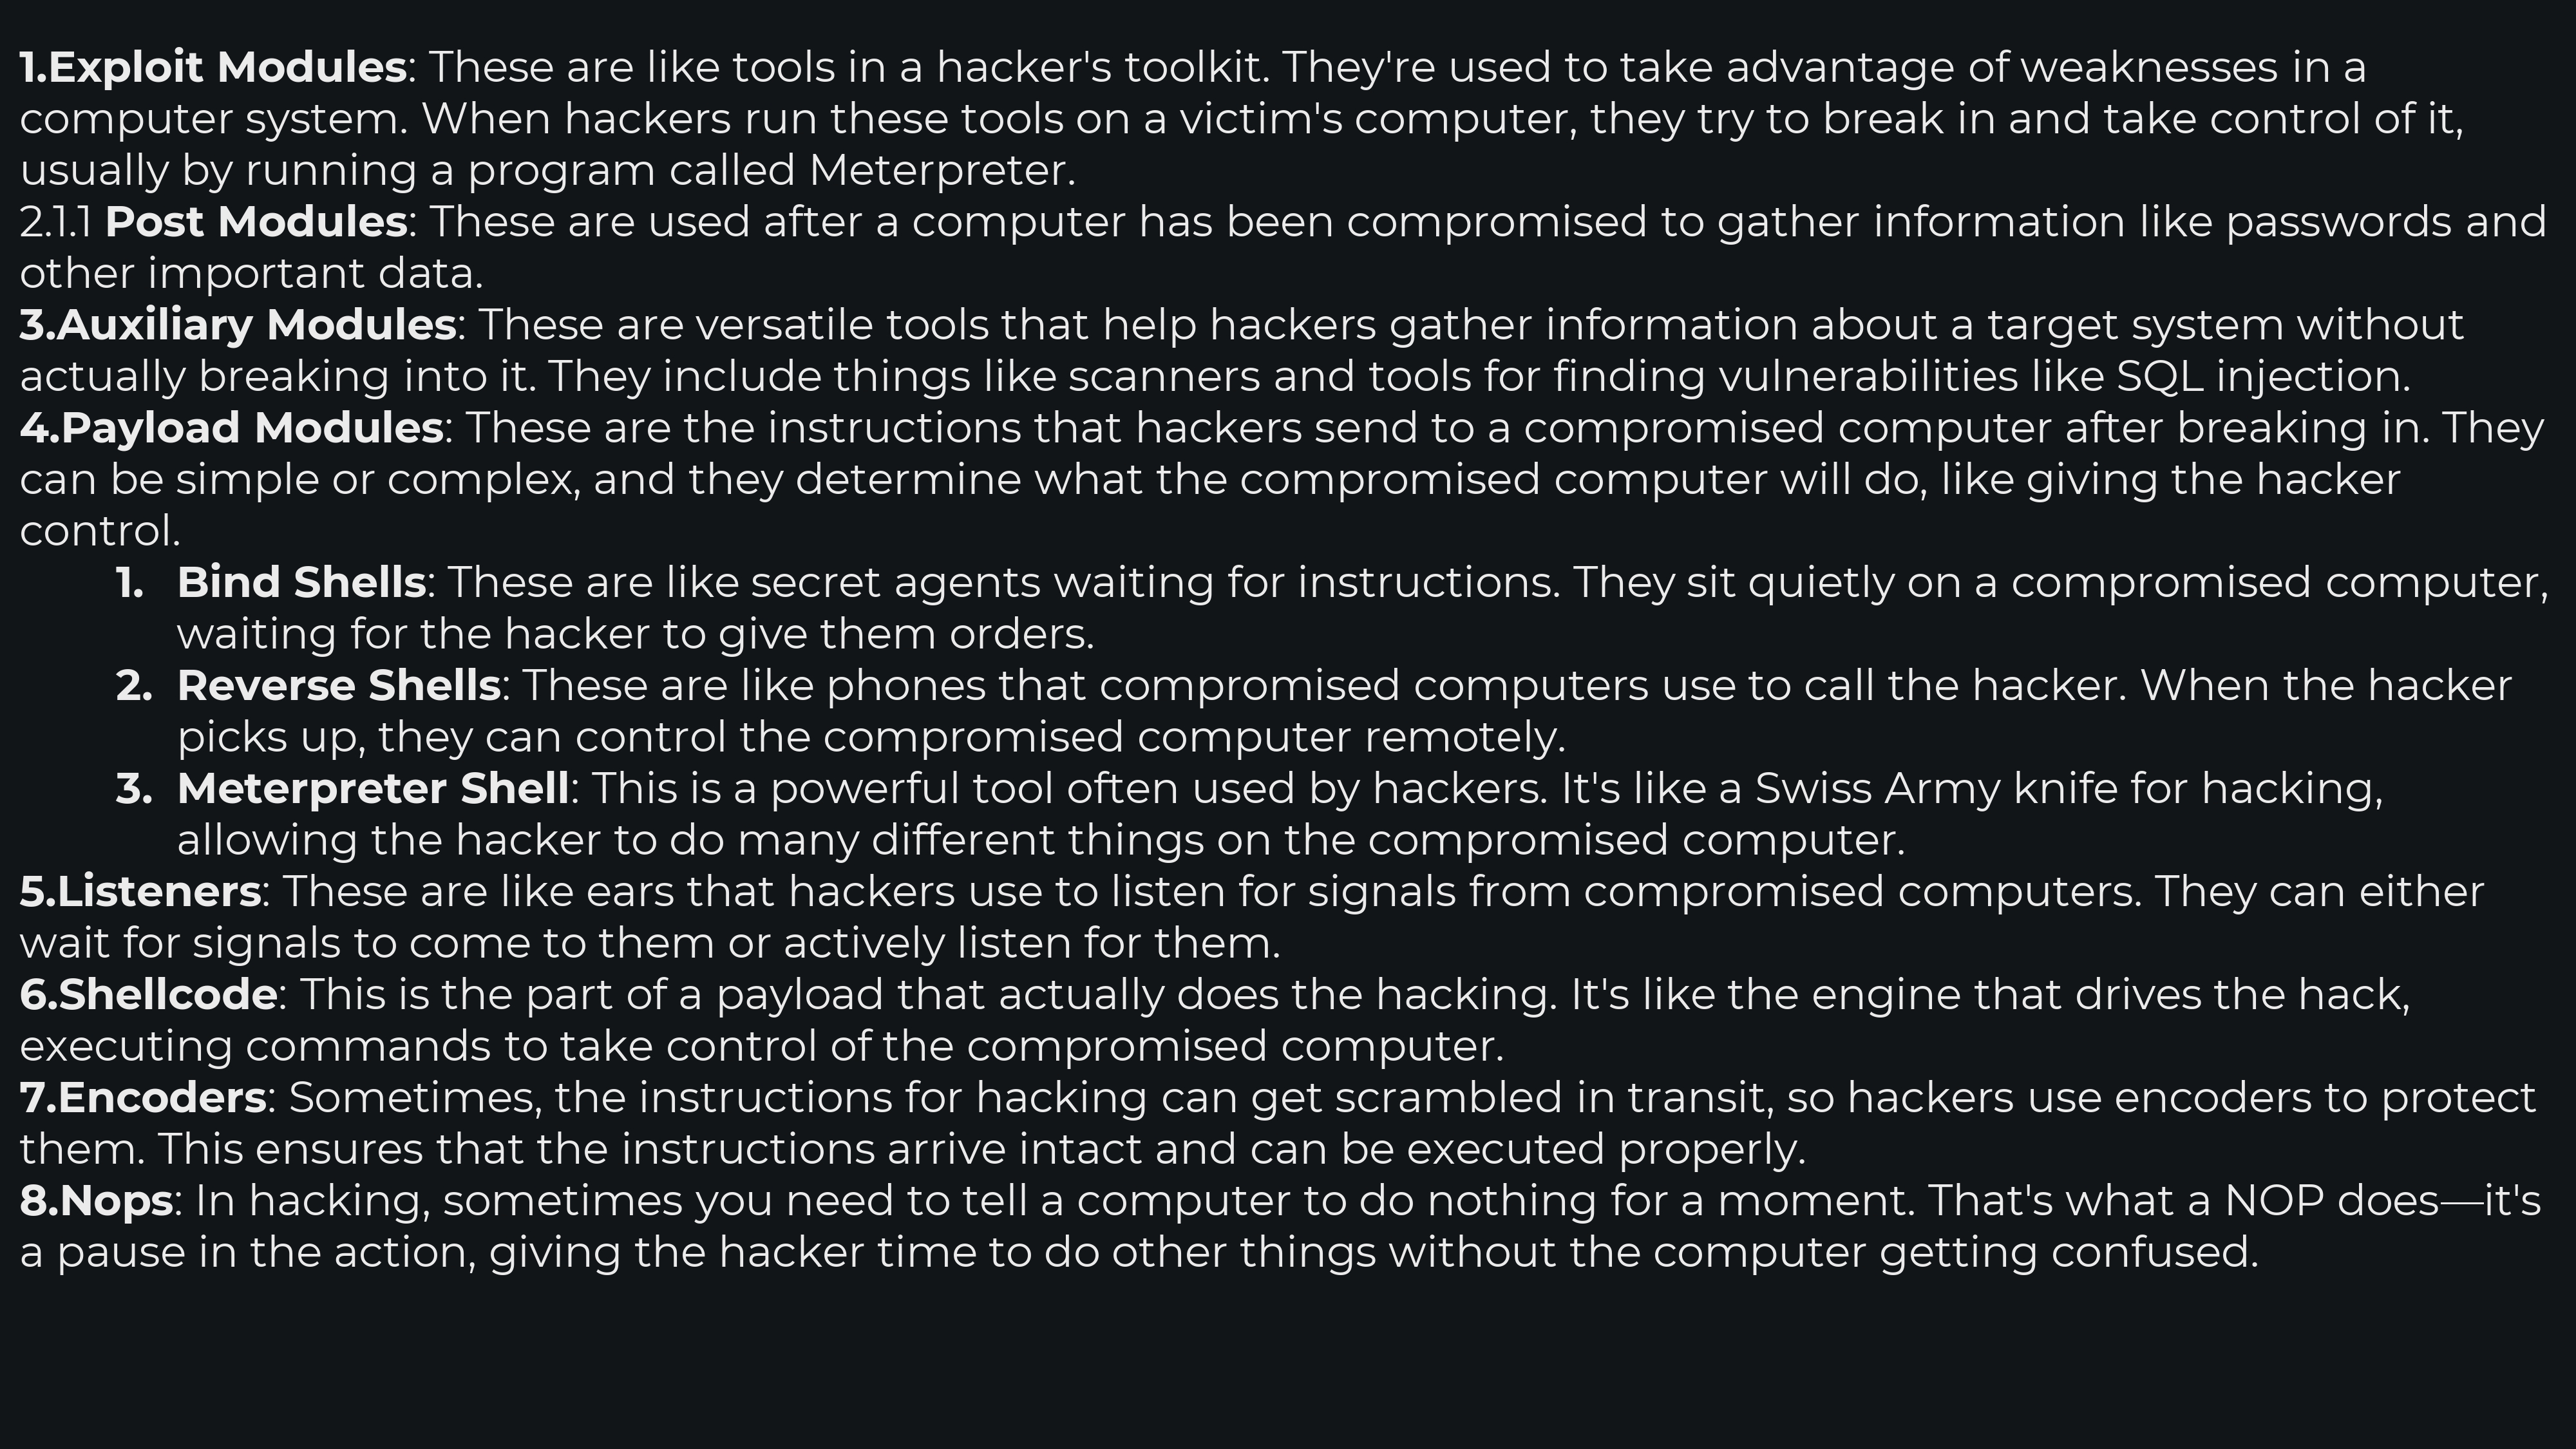 1.Exploit Modules: These are like tools in a hacker's toolkit. They're used to take advantage of weaknesses in a
computer system. When hackers run these tools on a victim's computer, they try to break in and take control of it,
usually by running a program called Meterpreter.
2.1.1 Post Modules: These are used after a computer has been compromised to gather information like passwords and
other important data.
3.Auxiliary Modules: These are versatile tools that help hackers gather information about a target system without
actually breaking into it. They include things like scanners and tools for finding vulnerabilities like SQL injection.
4.Payload Modules: These are the instructions that hackers send to a compromised computer after breaking in. They
can be simple or complex, and they determine what the compromised computer will do, like giving the hacker
control.
1. Bind Shells: These are like secret agents waiting for instructions. They sit quietly on a compromised computer,
waiting for the hacker to give them orders.
2. Reverse Shells: These are like phones that compromised computers use to call the hacker. When the hacker
picks up, they can control the compromised computer remotely.
3. Meterpreter Shell: This is a powerful tool often used by hackers. It's like a Swiss Army knife for hacking,
allowing the hacker to do many different things on the compromised computer.
5.Listeners: These are like ears that hackers use to listen for signals from compromised computers. They can either
wait for signals to come to them or actively listen for them.
6.Shellcode: This is the part of a payload that actually does the hacking. It's like the engine that drives the hack,
executing commands to take control of the compromised computer.
7.Encoders: Sometimes, the instructions for hacking can get scrambled in transit, so hackers use encoders to protect
them. This ensures that the instructions arrive intact and can be executed properly.
8.Nops: In hacking, sometimes you need to tell a computer to do nothing for a moment. That's what a NOP does—it's
a pause in the action, giving the hacker time to do other things without the computer getting confused.